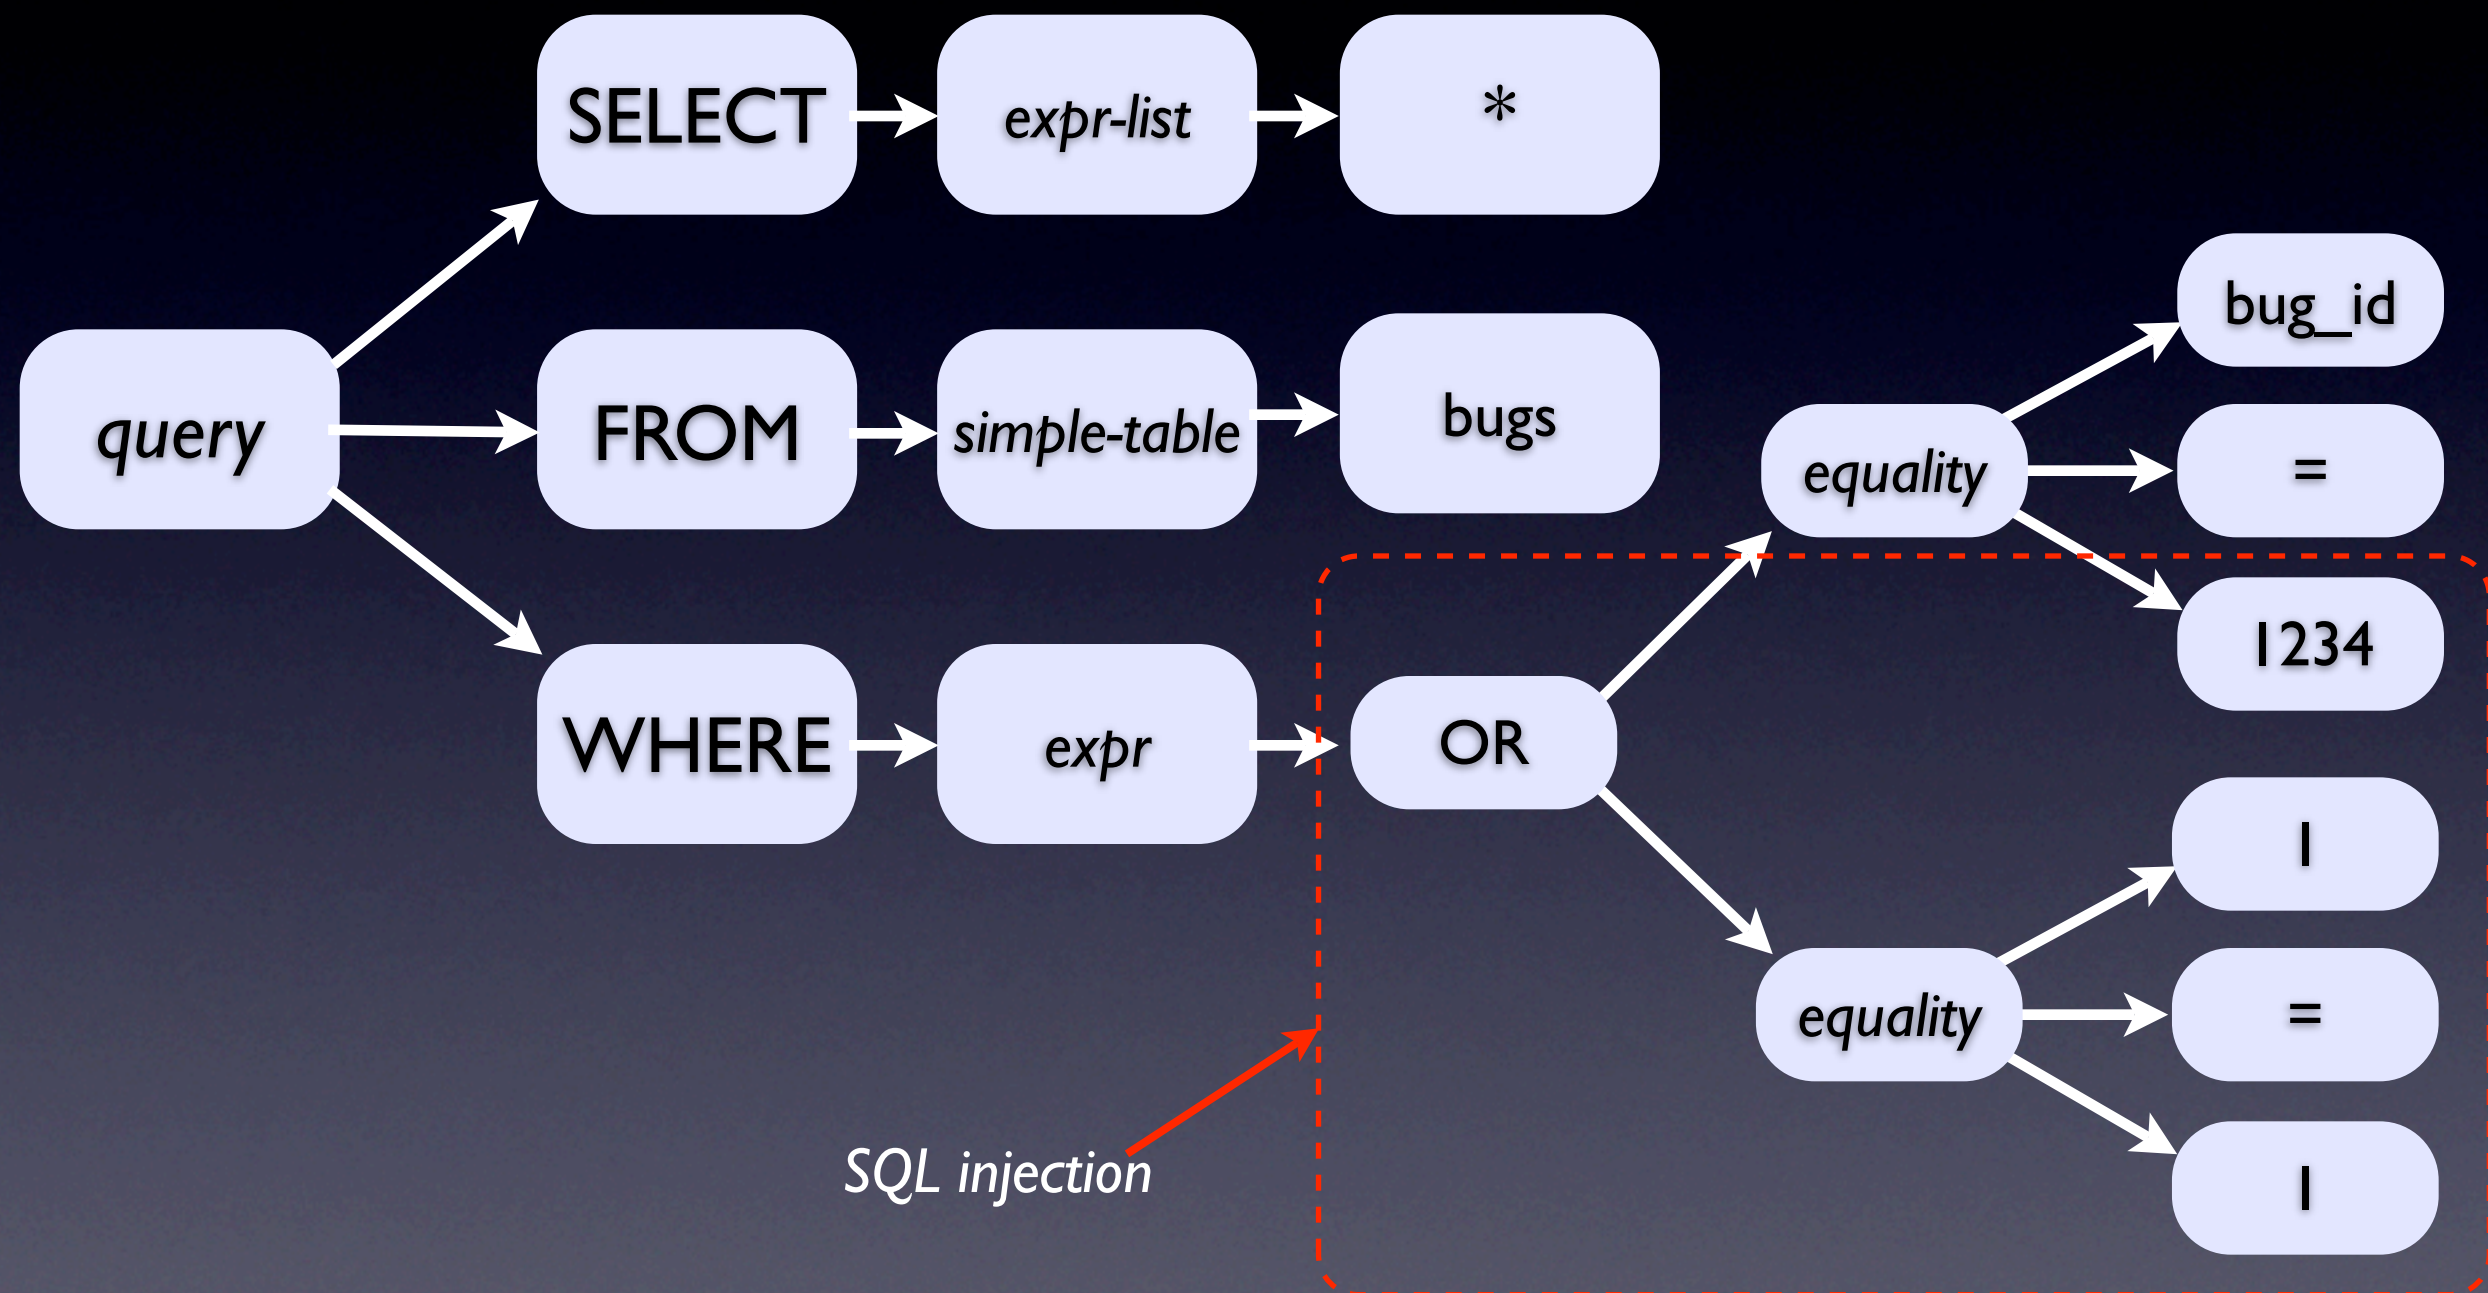 SELECT
expr-list
*
query
FROM
simple-table
bugs
WHERE
expr
OR
equality
bug_id
=
1234
equality
1
=
1
SQL injection